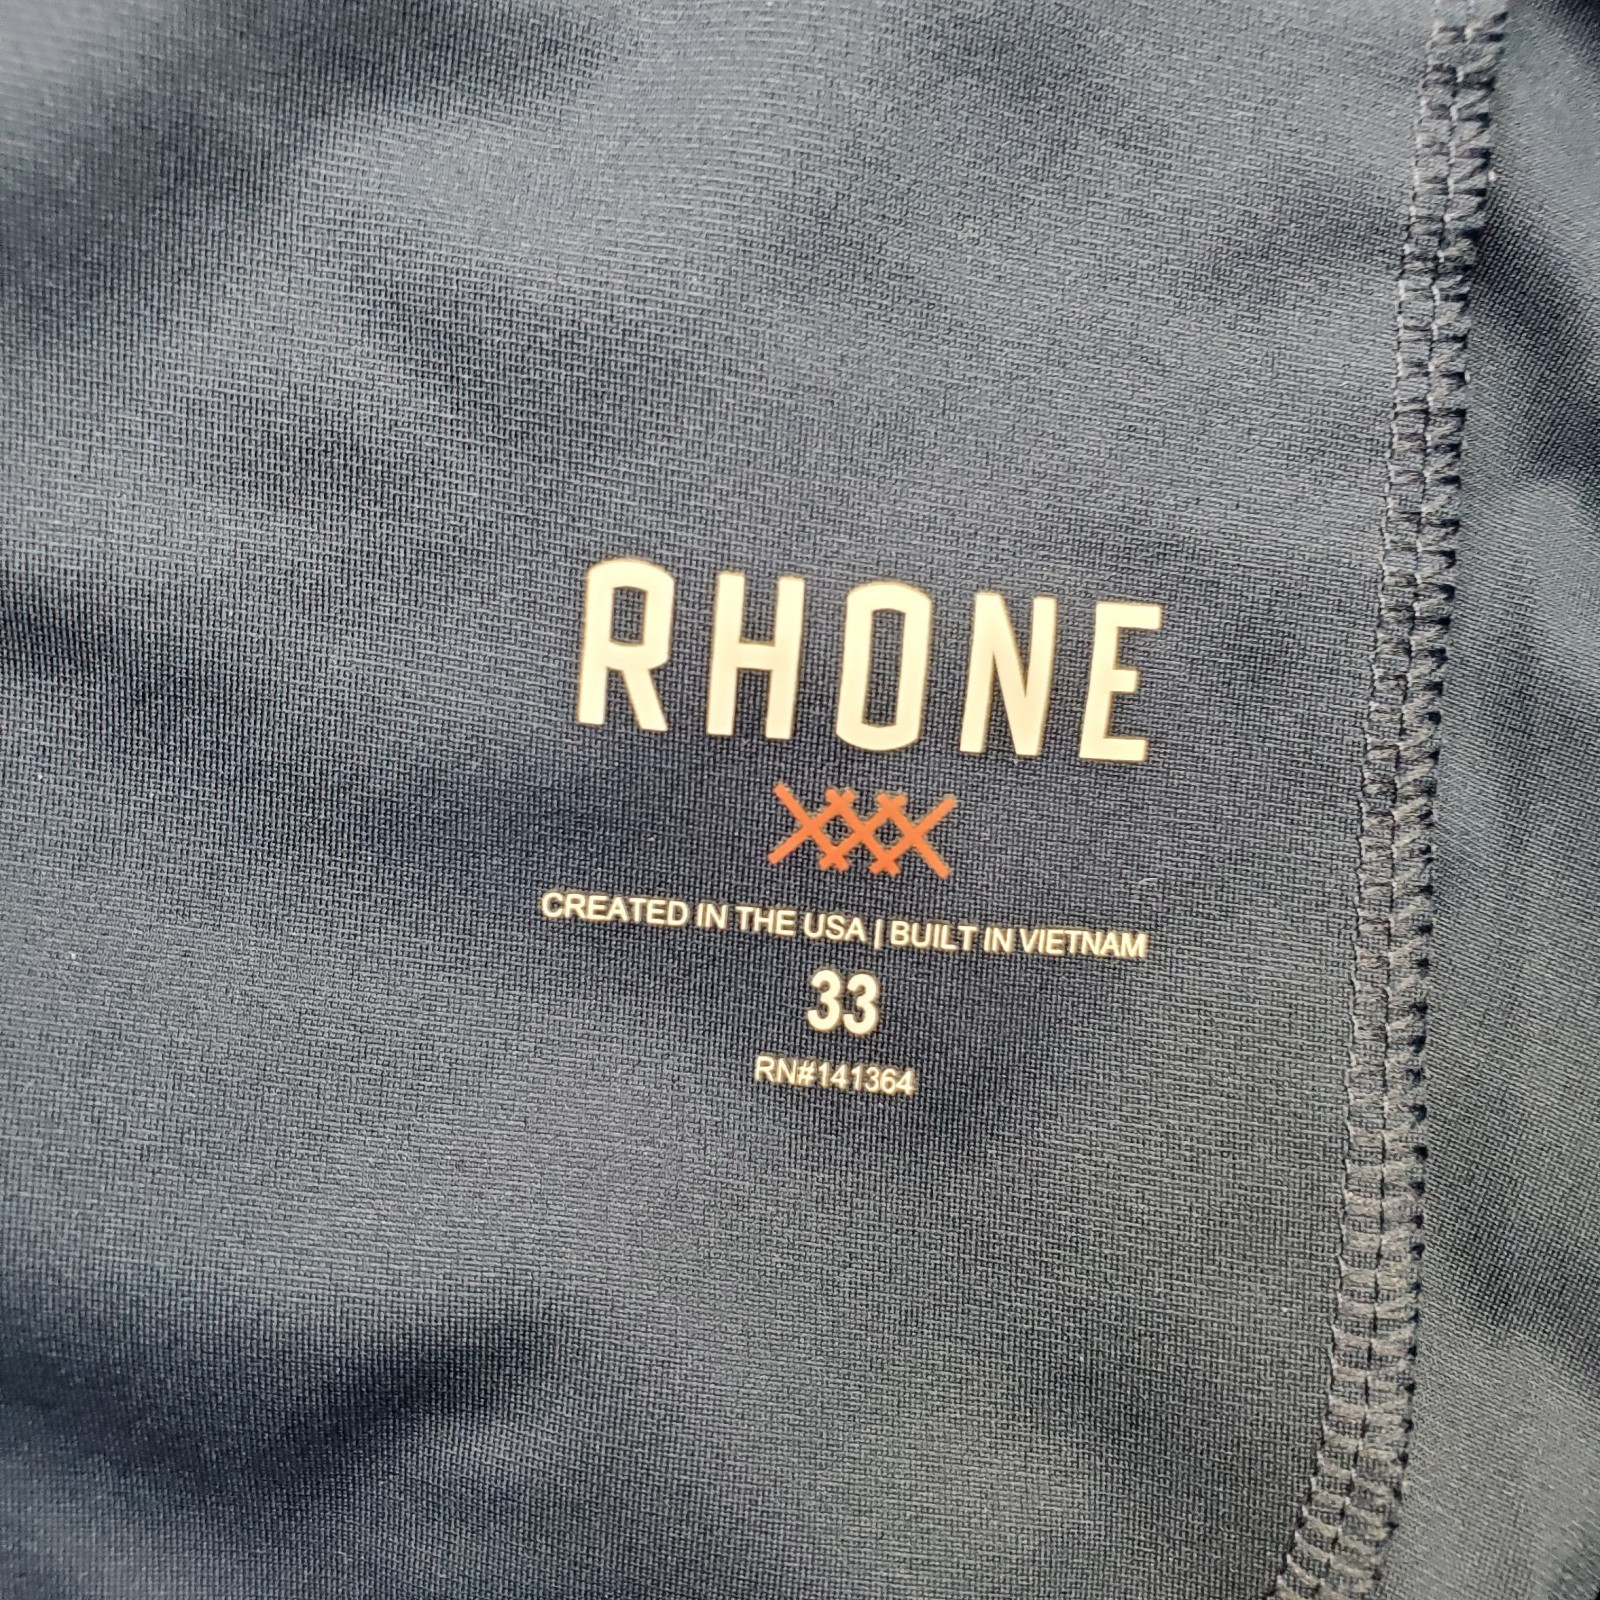 RHONE
CREATED IN THE USA | BUILT IN VIETNAM
33
RN#141364